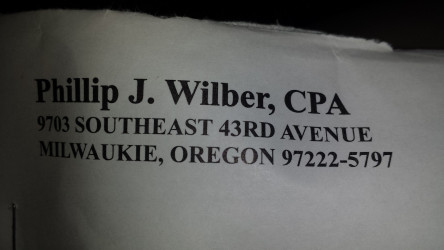 Phillip J. Wilber, CPA
9703 SOUTHEAST 43RD AVENUE
MILWAUKIE, OREGON 97222-5797